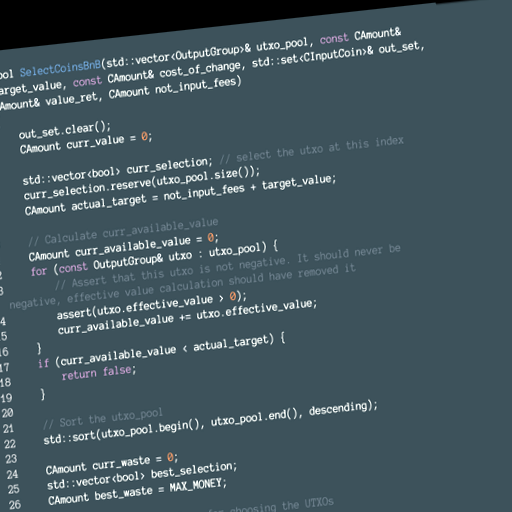 ool SelectCoinsBnB(std::vector<OutputGroup>& utxo_pool, const CAmount&
arget_value, const CAmount& cost_of_change, std::set<CInputCoin>& out_set,
Amount& value_ret, CAmount not_input_fees)
out_set.clear();
CAmount curr_value = 0;
std::vector<bool> curr_selection; // select the utxo at this index
curr_selection.reserve(utxo_pool.size());
CAmount actual_target = not_input_fees + target_value;
// Calculate curr_available_value
CAmount curr_available_value = 0;
2 for (const OutputGroup& utxo : utxo_pool) {
3 // Assert that this utxo is not negative. It should never be
negative, effective value calculation should have removed it
4 assert(utxo.effective_value > 0);
15 curr_available_value += utxo.effective_value;
16 }
17 if (curr_available_value < actual_target) {
18 return false;
19 }
20
21 // Sort the utxo_pool
22 std::sort(utxo_pool.begin(), utxo_pool.end(), descending);
23
24 CAmount curr_waste = 0;
25 std::vector<bool> best_selection;
26 CAmount best_waste = MAX_MONEY;
choosing the UTXOs